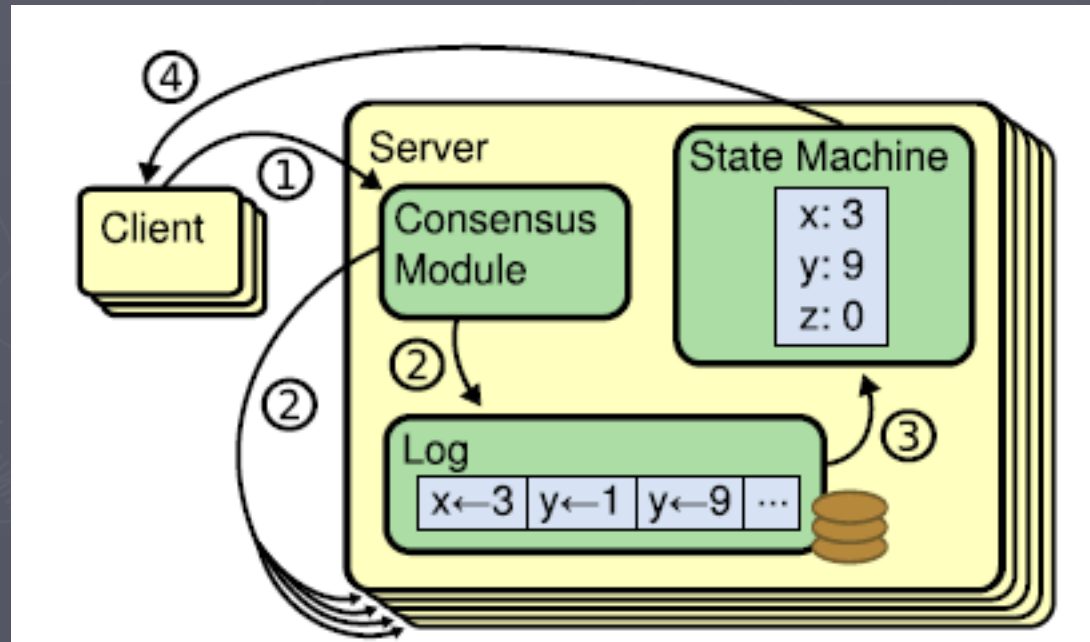 ④
①
Server
State Machine
Client
Consensus
Module
x: 3
y: 9
z: 0
②
②
③
Log
x←3 y←1 y←9 ...